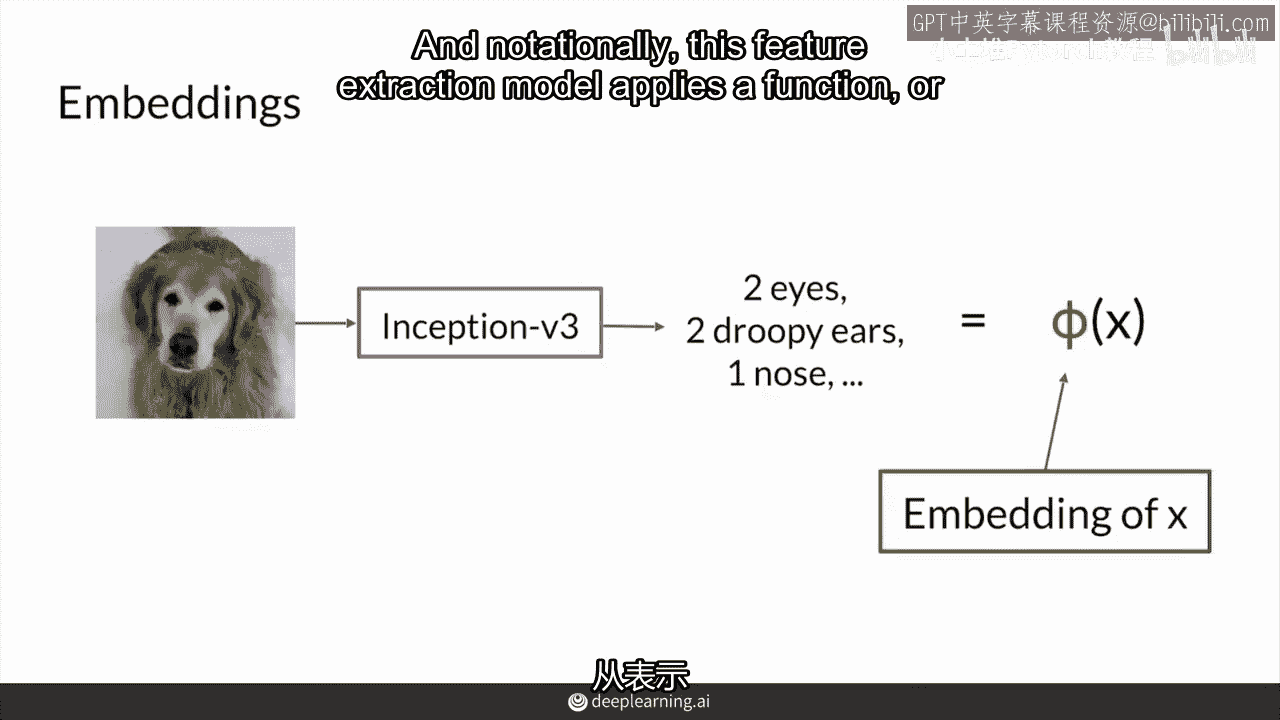 GPT中英字幕课程资源@bilibili.com
And notationally, this feature
extraction model applies a function, or
Embeddings
Inception-v3
2 eyes,
2 droopy ears,
1 nose, ...
=
ϕ(x)
Embedding of x
从表示
deeplearning.ai